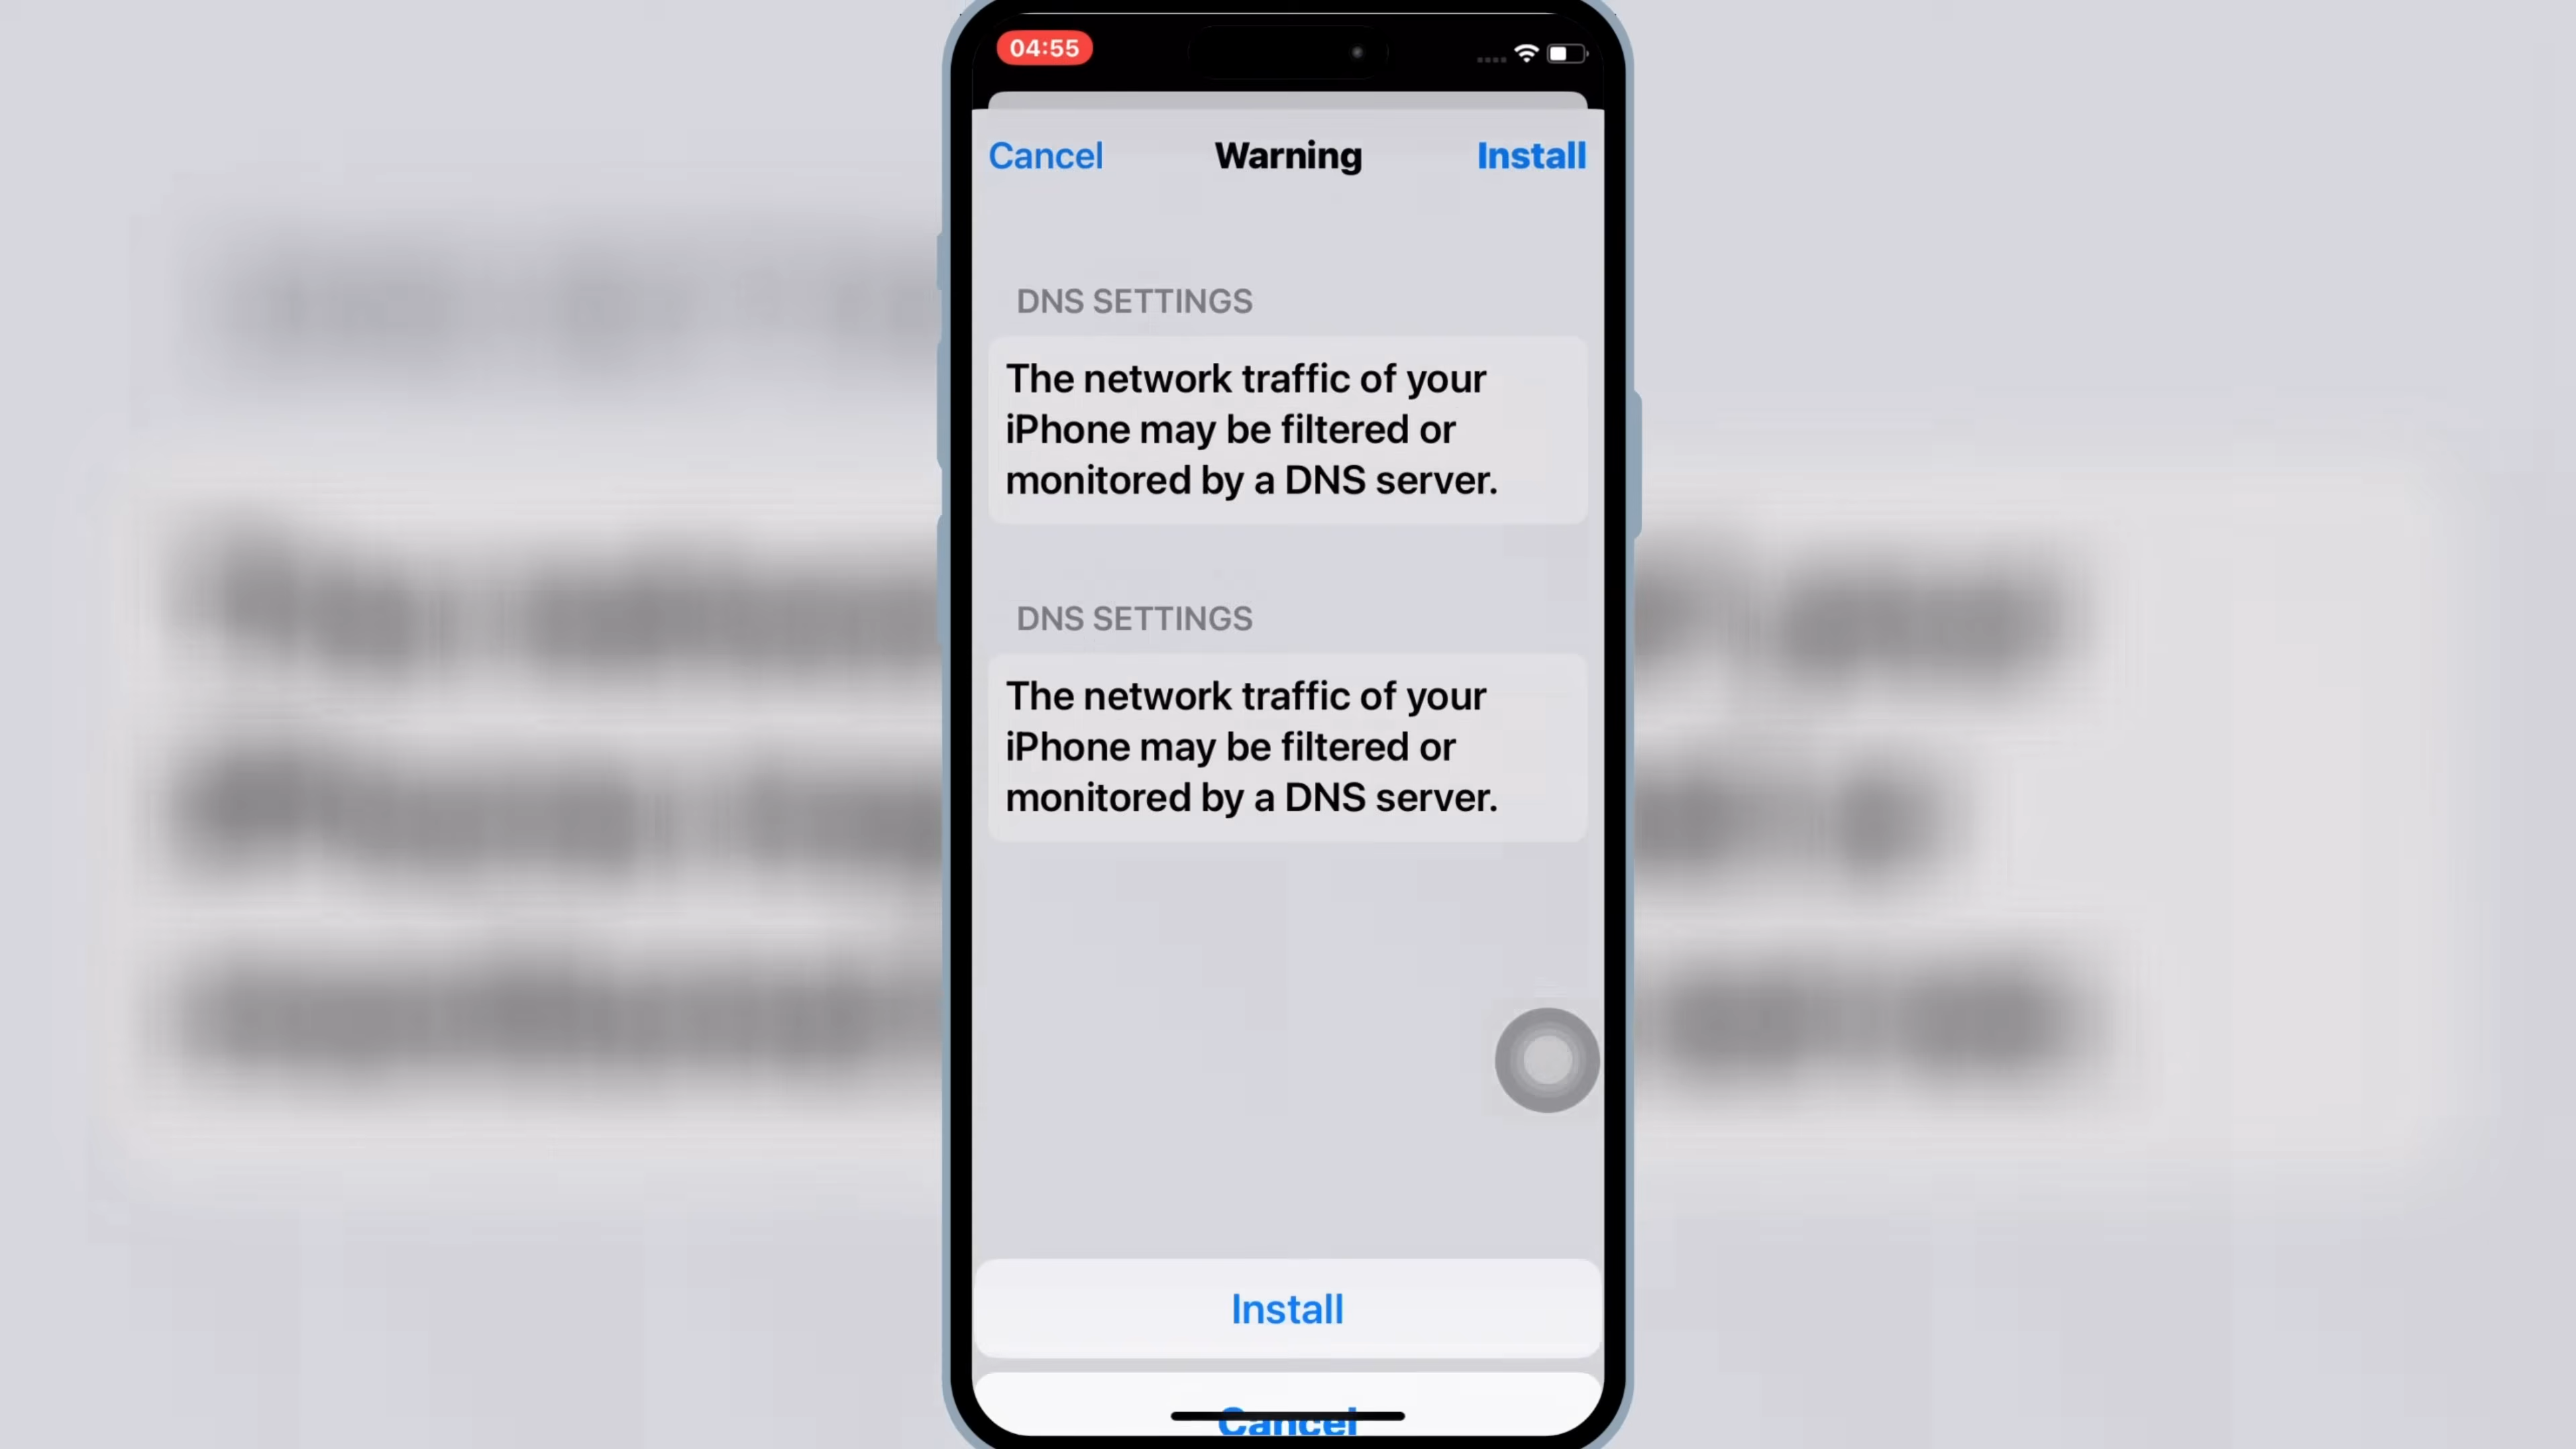 04:55
Cancel Warning Install
DNS SETTINGS
The network traffic of your
iPhone may be filtered or
monitored by a DNS server.
DNS SETTINGS
The network traffic of your
iPhone may be filtered or
monitored by a DNS server.
Install
Cancel